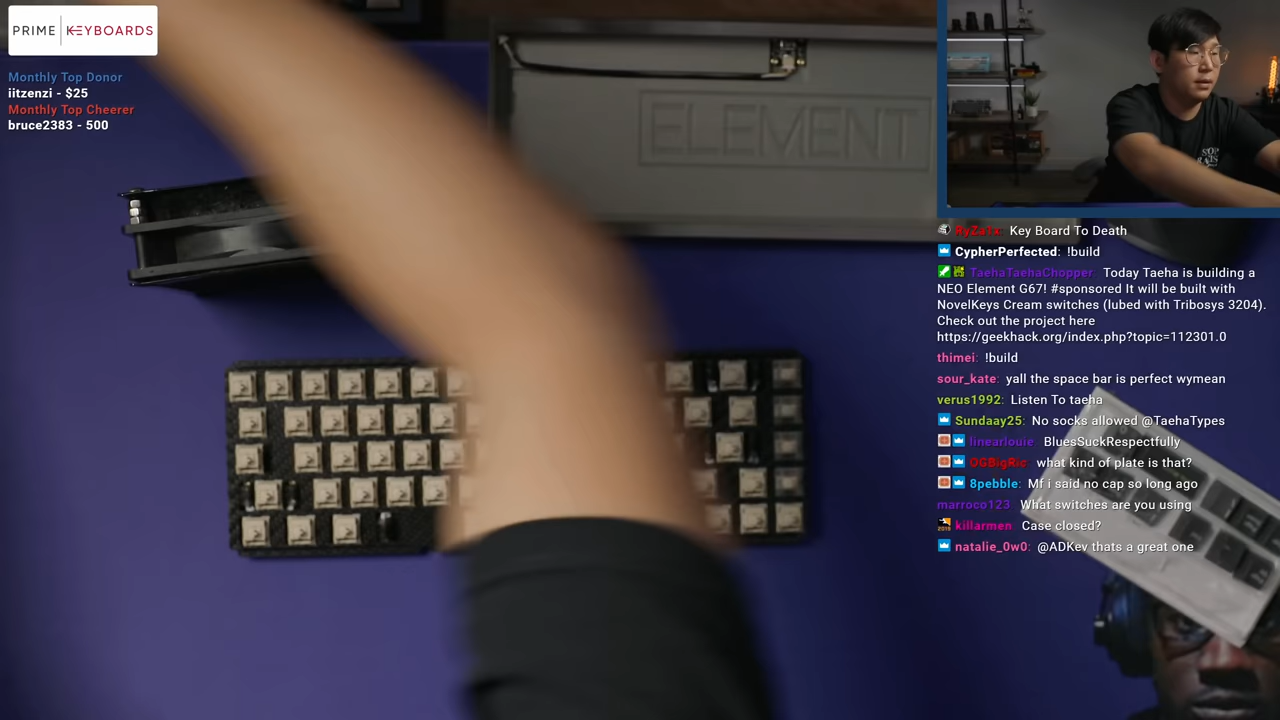 PRIME | KEYBOARDS
Monthly Top Donor
iitzenzi - $25
Monthly Top Cheerer
bruce2383 - 500
ELEMENT
RyZa1x: Key Board To Death
CypherPerfected: !build
TaehaTaehaChopper: Today Taeha is building a
NEO Element G67! #sponsored It will be built with
NovelKeys Cream switches (lubed with Tribosys 3204).
Check out the project here
https://geekhack.org/index.php?topic=112301.0
thimei: !build
sour_kate: yall the space bar is perfect wymean
verus1992: Listen To taeha
Sundaay25: No socks allowed @TaehaTypes
linearlouie: BluesSuckRespectfully
OGBigRic: what kind of plate is that?
8pebble: Mf i said no cap so long ago
marroco123: What switches are you using
killarmen: Case closed?
natalie_0w0: @ADKev thats a great one